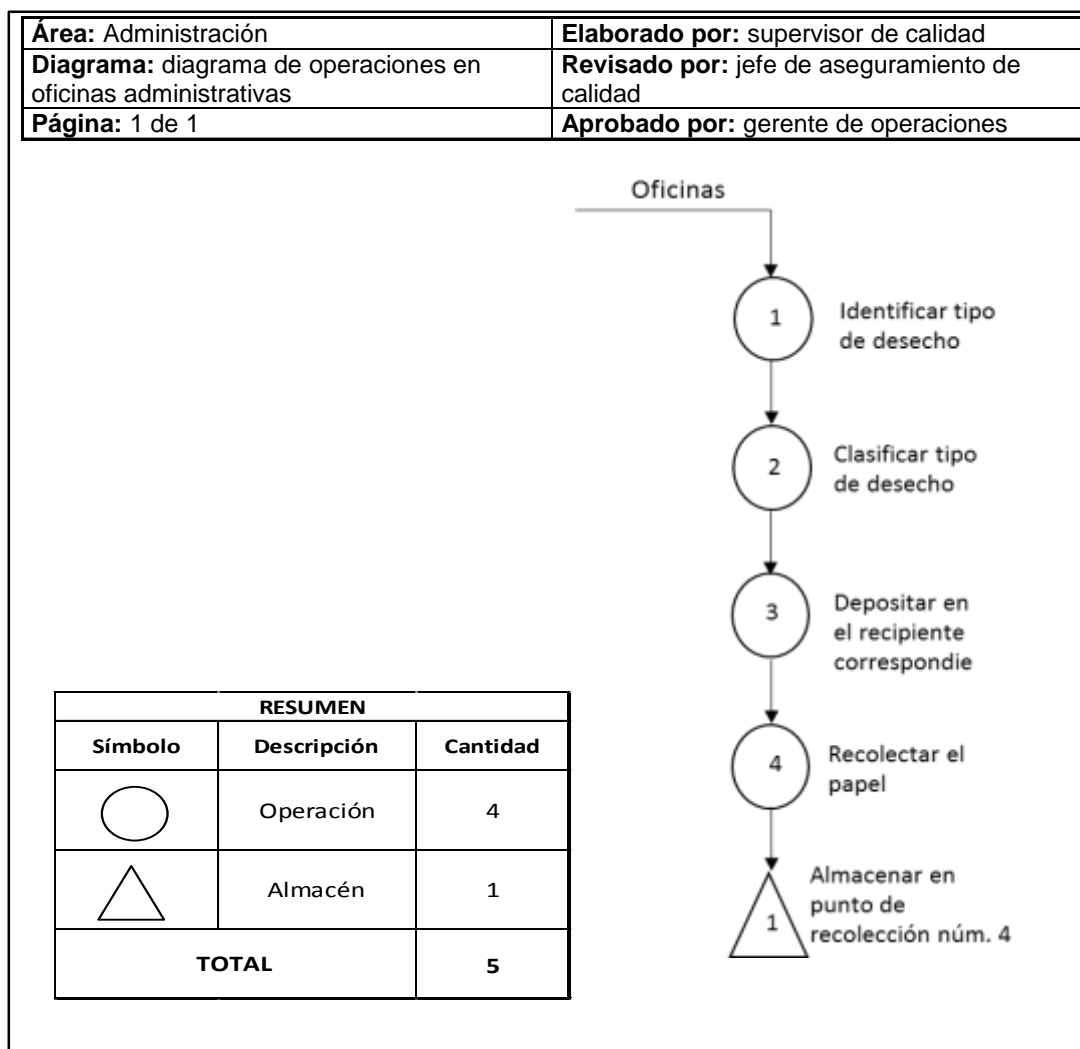 Área: Administración
Elaborado por: supervisor de calidad
Diagrama: diagrama de operaciones en
oficinas administrativas
Revisado por: jefe de aseguramiento de
calidad
Página: 1 de 1
Aprobado por: gerente de operaciones
Oficinas
1
Identificar tipo
de desecho
2
Clasificar tipo
de desecho
3
Depositar en
el recipiente
correspondie
4
Recolectar el
papel
1
Almacenar en
punto de
recolección núm. 4
RESUMEN
Símbolo Descripción Cantidad
Operación 4
Almacén 1
TOTAL 5